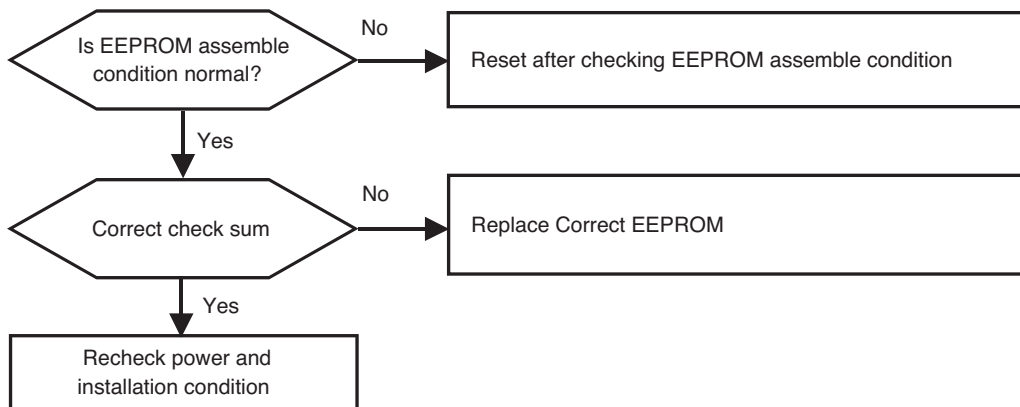 Is EEPROM assemble
condition normal?
No
Reset after checking EEPROM assemble condition
Yes
Correct check sum
No
Replace Correct EEPROM
Yes
Recheck power and
installation condition